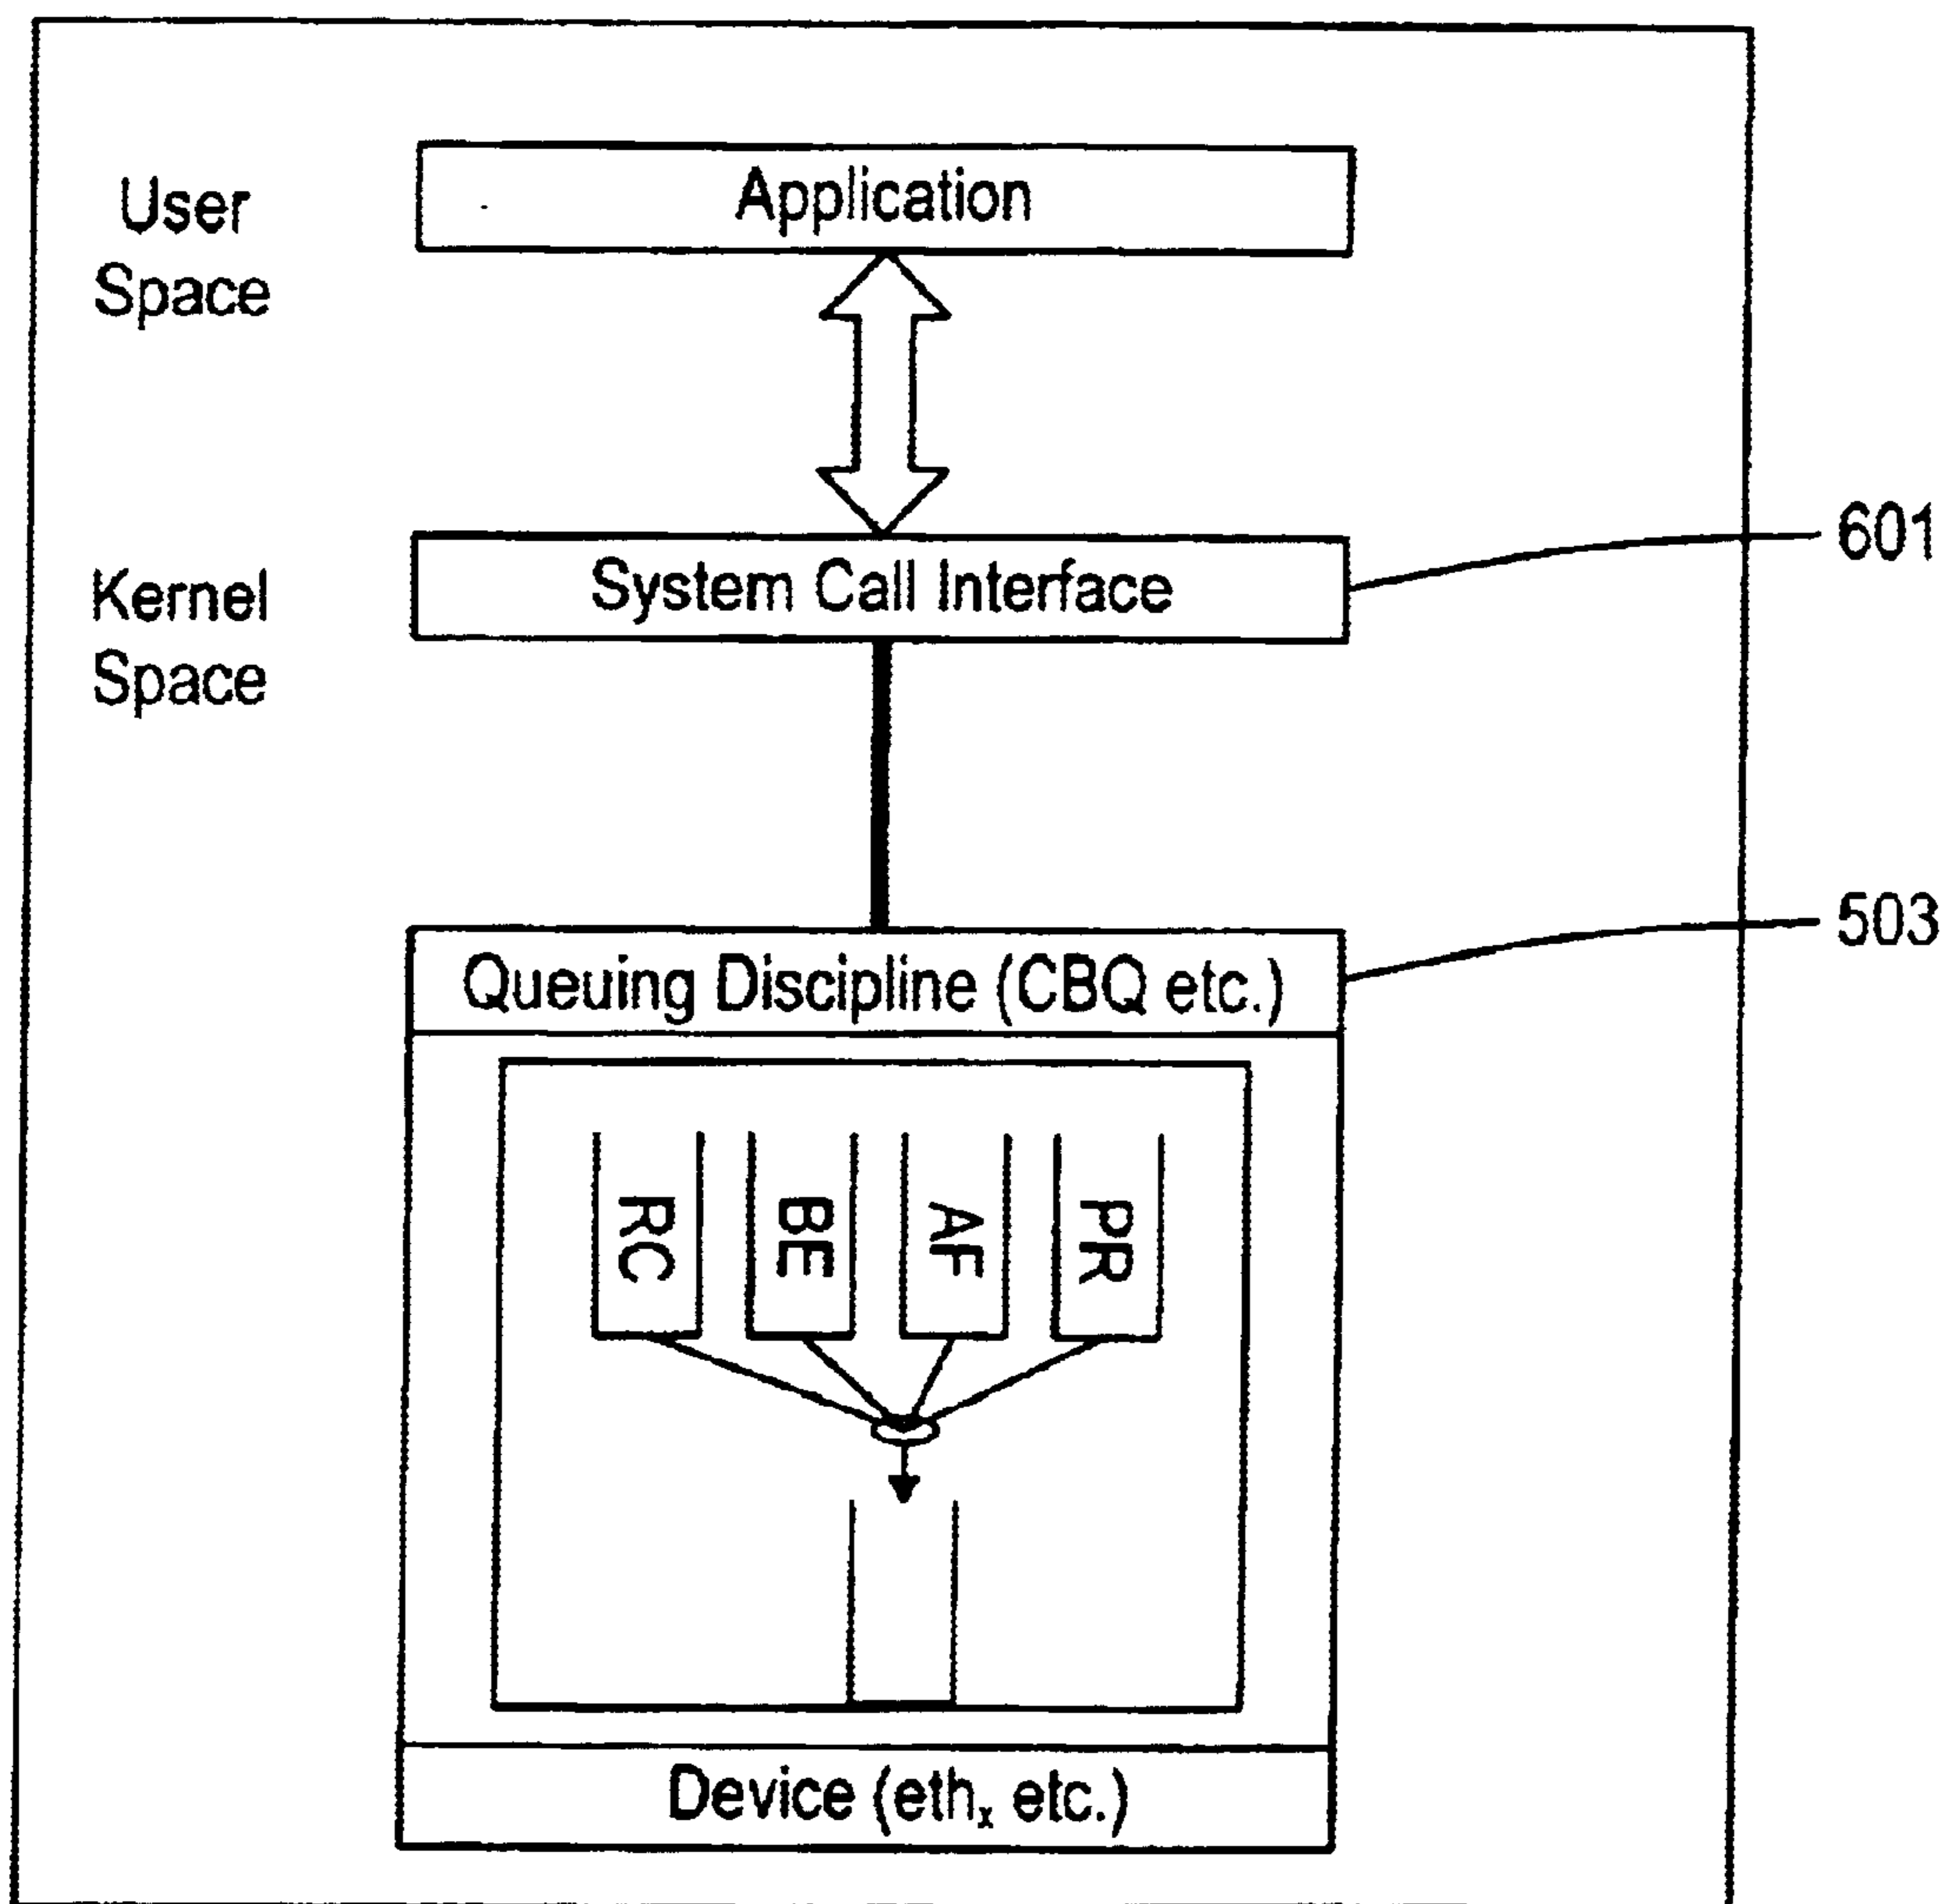 Application
User
Space
System Call Interface
601
Kernel
Space
Queuing Discipline (CBQ etc.)
503
RC
BE
AF
PR
Device (ethx etc.)